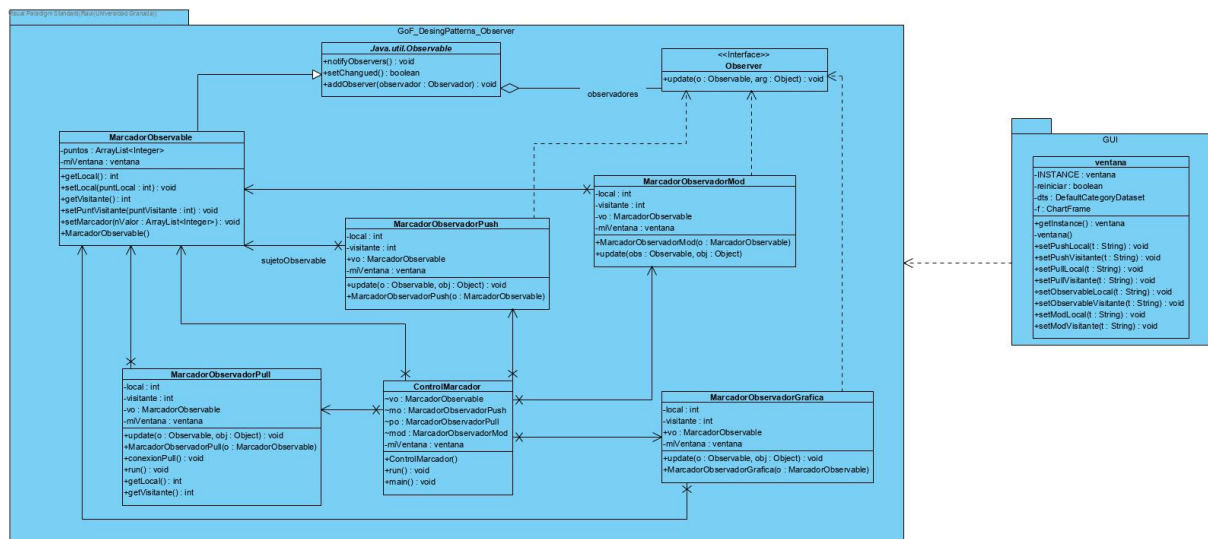 Visual Paradigm Standard(Raul(Universidad Granada))
GoF_DesingPatterns_Observer
Java.util.Observable
+notifyObservers() : void
+setChangued() : boolean
+addObserver(observador : Observador) : void
<<Interface>>
Observer
+update(o : Observable, arg : Object) : void
observadores
MarcadorObservable
-puntos : ArrayList<Integer>
-miVentana : ventana
+getLocal() : int
+setLocal(puntLocal : int) : void
+getVisitante() : int
+setPuntVisitante(puntVisitante : int) : void
+setMarcador(nValor : ArrayList<Integer>) : void
+MarcadorObservable()
MarcadorObservadorMod
-local : int
-visitante : int
-vo : MarcadorObservable
-miVentana : ventana
+MarcadorObservadorMod(o : MarcadorObservable)
+update(obs : Observable, obj : Object)
MarcadorObservadorPush
-local : int
-visitante : int
+vo : MarcadorObservable
-miVentana : ventana
+update(o : Observable, obj : Object) : void
+MarcadorObservadorPush(o : MarcadorObservable)
sujetoObservable
MarcadorObservadorPull
-local : int
-visitante : int
-vo : MarcadorObservable
-miVentana : ventana
+update(o : Observable, obj : Object) : void
+MarcadorObservadorPull(o : MarcadorObservable)
+conexionPull() : void
+run() : void
+getLocal() : int
+getVisitante() : int
ControlMarcador
~vo : MarcadorObservable
~mo : MarcadorObservadorPush
~po : MarcadorObservadorPull
~mod : MarcadorObservadorMod
-miVentana : ventana
+ControlMarcador()
+run() : void
+main() : void
MarcadorObservadorGrafica
-local : int
-visitante : int
+vo : MarcadorObservable
-miVentana : ventana
+update(o : Observable, obj : Object) : void
+MarcadorObservadorGrafica(o : MarcadorObservable)
GUI
ventana
-INSTANCE : ventana
-reiniciar : boolean
-dts : DefaultCategoryDataset
-f : ChartFrame
+getInstance() : ventana
-ventana()
+setPushLocal(t : String) : void
+setPushVisitante(t : String) : void
+setPullLocal(t : String) : void
+setPullVisitante(t : String) : void
+setObservableLocal(t : String) : void
+setObservableVisitante(t : String) : void
+setModLocal(t : String) : void
+setModVisitante(t : String) : void